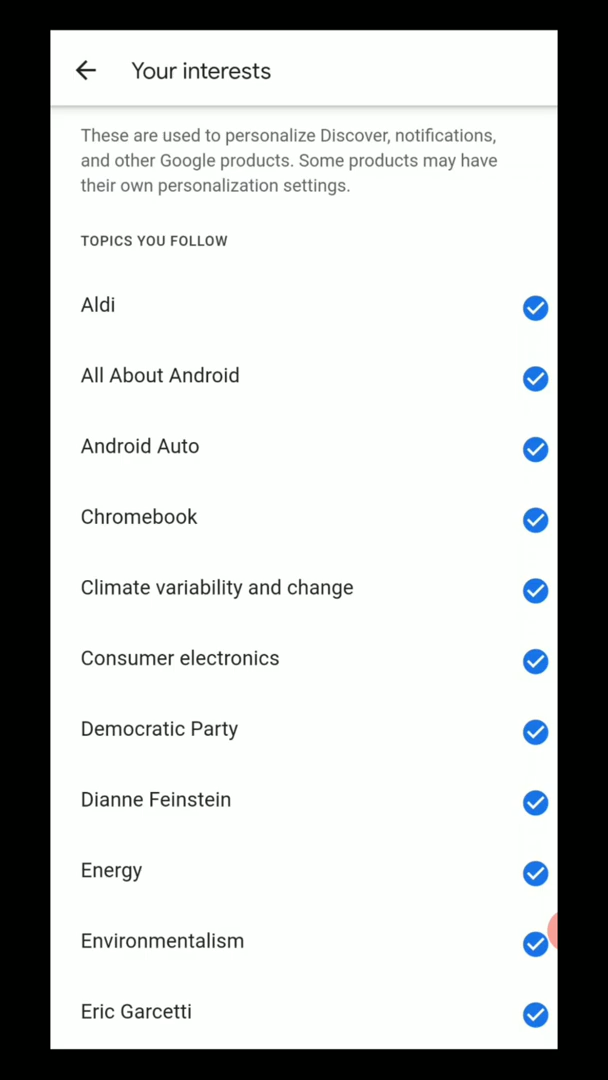 Your interests
These are used to personalize Discover, notifications,
and other Google products. Some products may have
their own personalization settings.
TOPICS YOU FOLLOW
Aldi
All About Android
Android Auto
Chromebook
Climate variability and change
Consumer electronics
Democratic Party
Dianne Feinstein
Energy
Environmentalism
Eric Garcetti